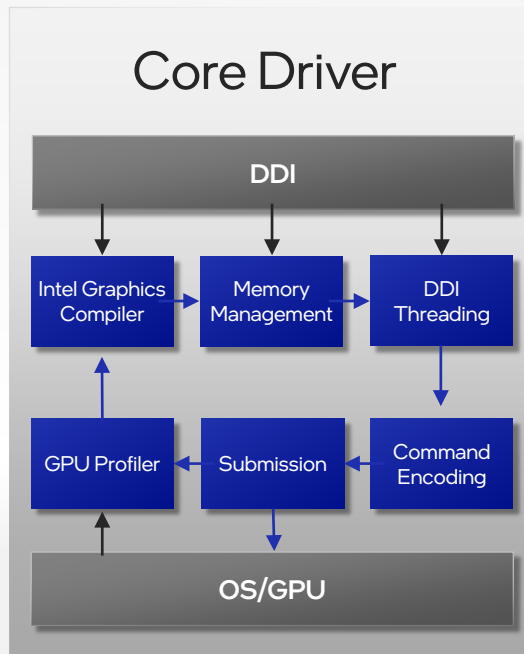 Core Driver
DDI
Intel Graphics
Compiler
Memory
Management
DDI
Threading
GPU Profiler
Submission
Command
Encoding
OS/GPU